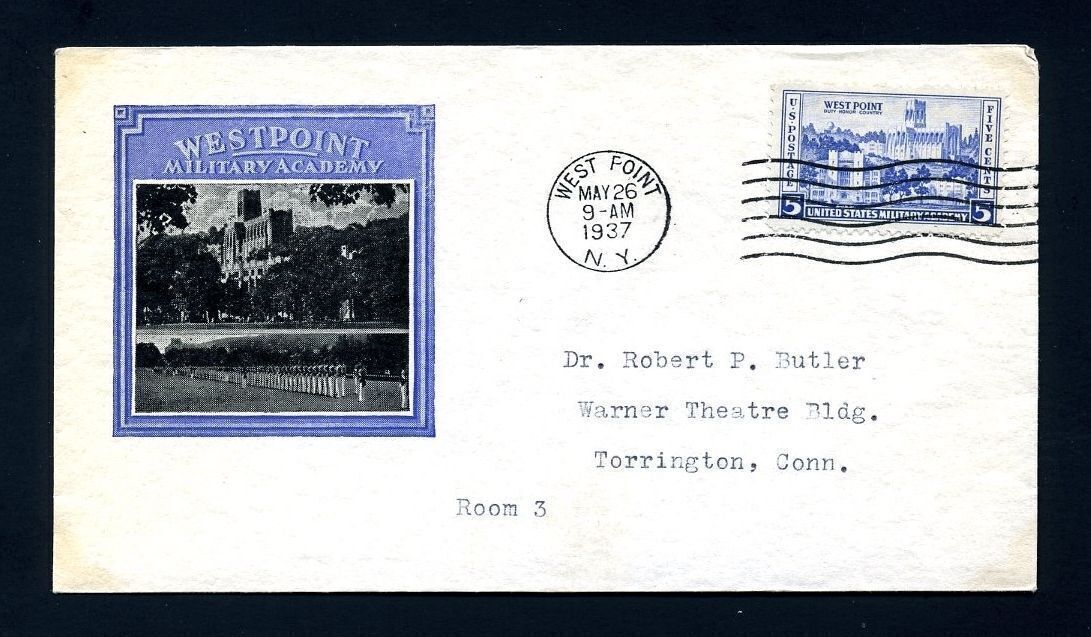 WESTPOINT
MILITARY ACADEMY
WEST POINT
MAY 26
9-AM
1937
N. Y.
U·S·POSTAGE
WEST POINT
DUTY HONOR COUNTRY
FIVE CENTS
5 UNITED STATES MILITARY ACADEMY 5
Dr. Robert P. Butler
Warner Theatre Bldg.
Torrington, Conn.
Room 3